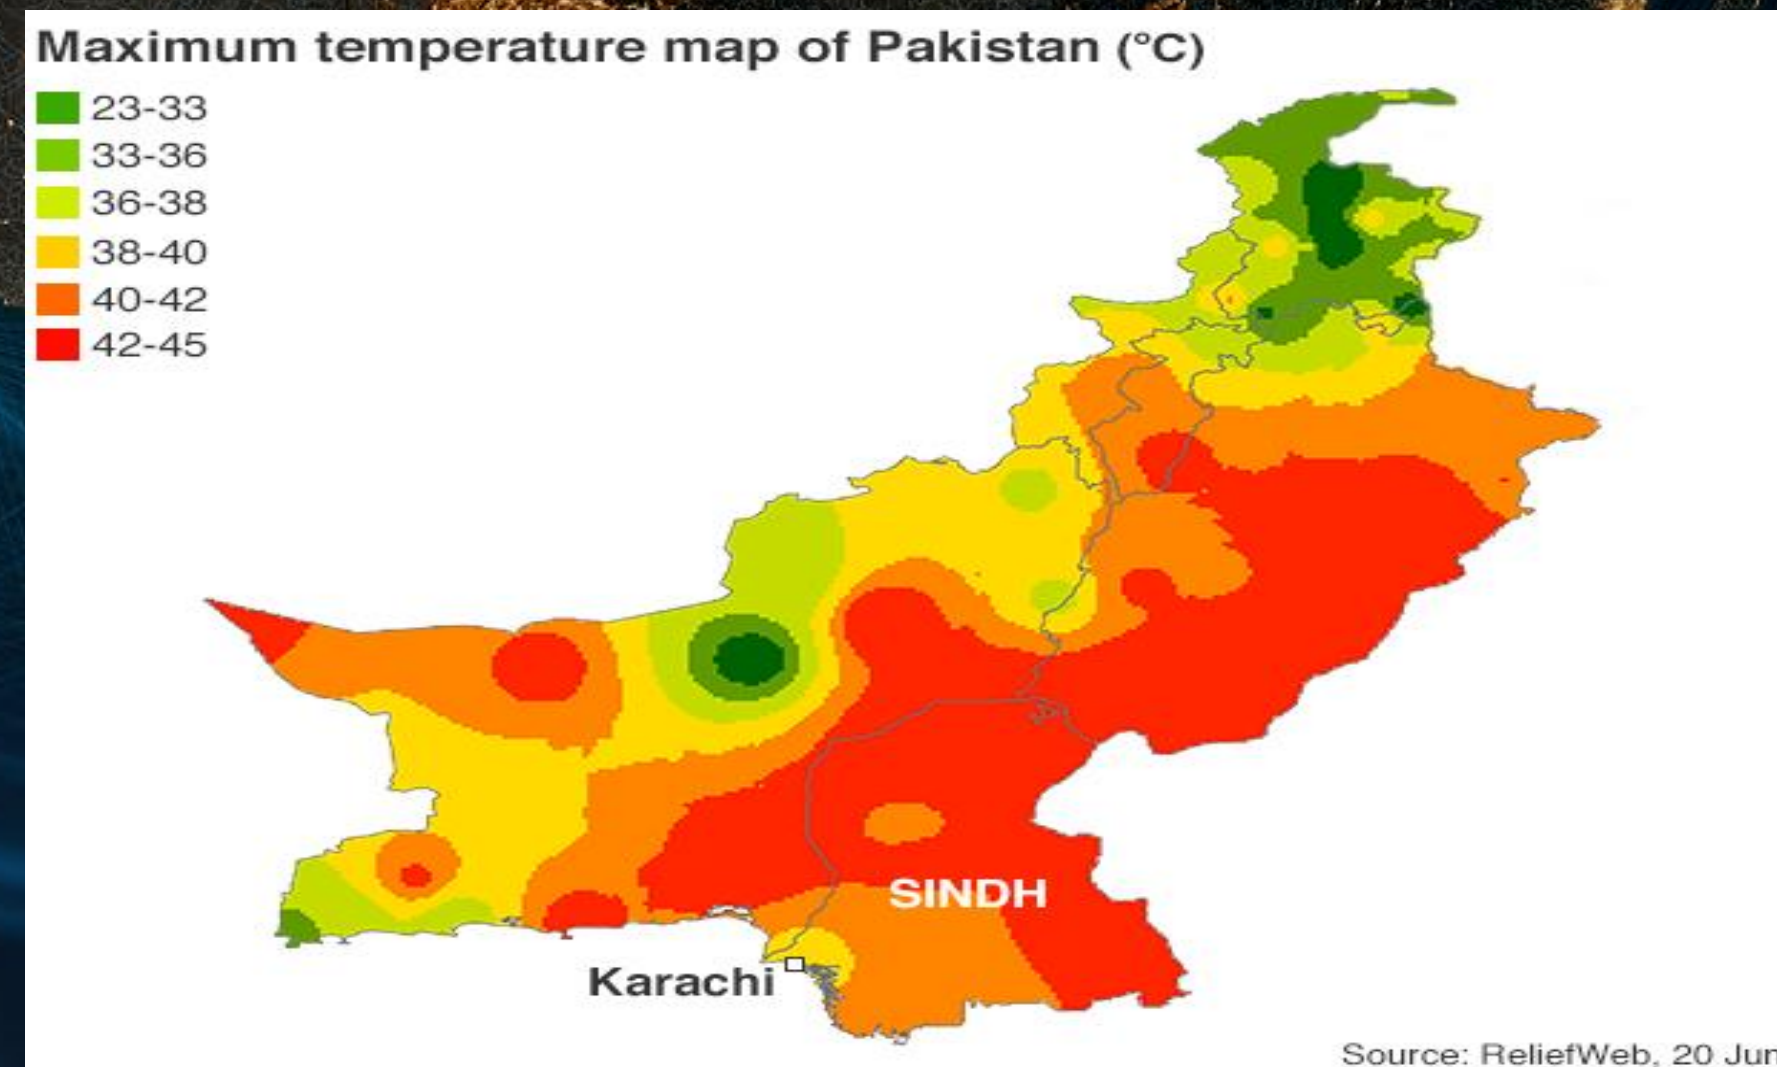 Maximum temperature map of Pakistan (°C)
23-33
33-36
36-38
38-40
40-42
42-45
SINDH
Karachi
Source: ReliefWeb, 20 Jun